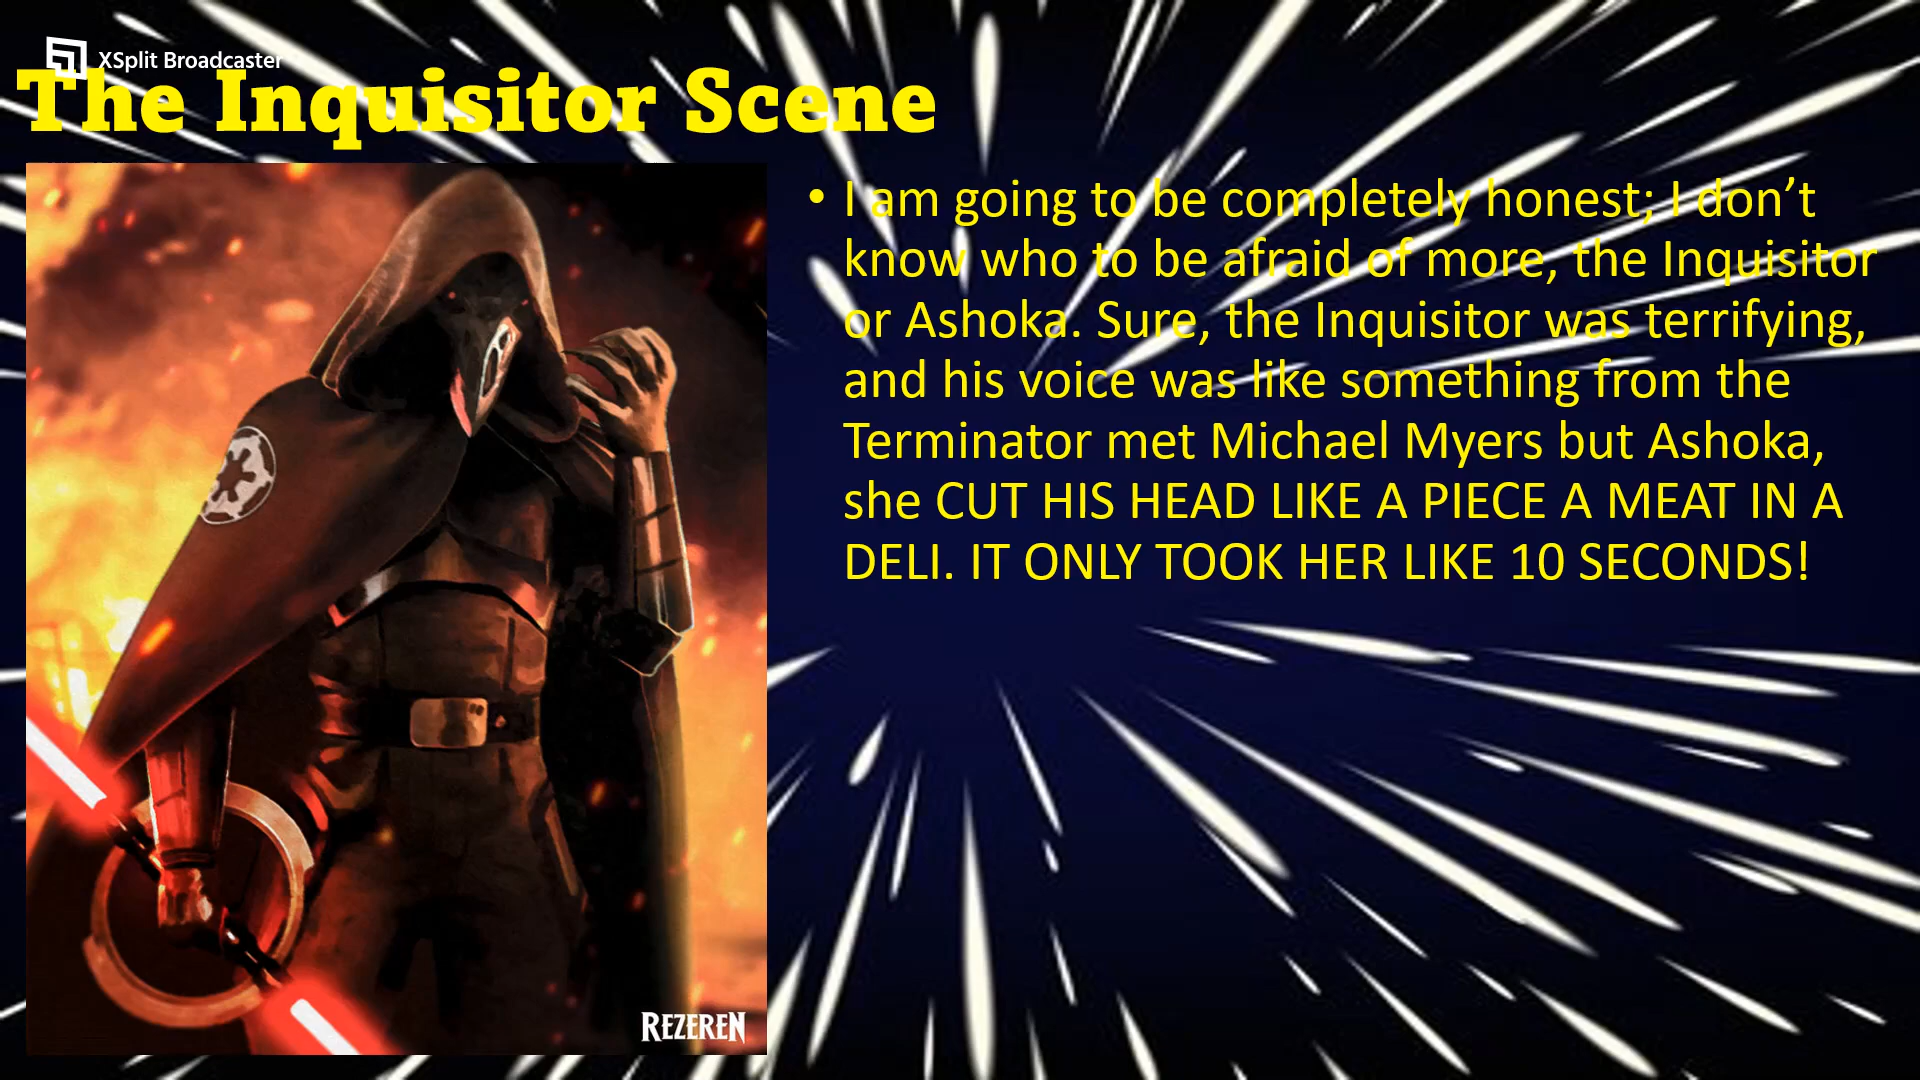 XSplit Broadcaster
The Inquisitor Scene
• I am going to be completely honest; I don’t
know who to be afraid of more, the Inquisitor
or Ashoka. Sure, the Inquisitor was terrifying,
and his voice was like something from the
Terminator met Michael Myers but Ashoka,
she CUT HIS HEAD LIKE A PIECE A MEAT IN A
DELI. IT ONLY TOOK HER LIKE 10 SECONDS!
REZEREN